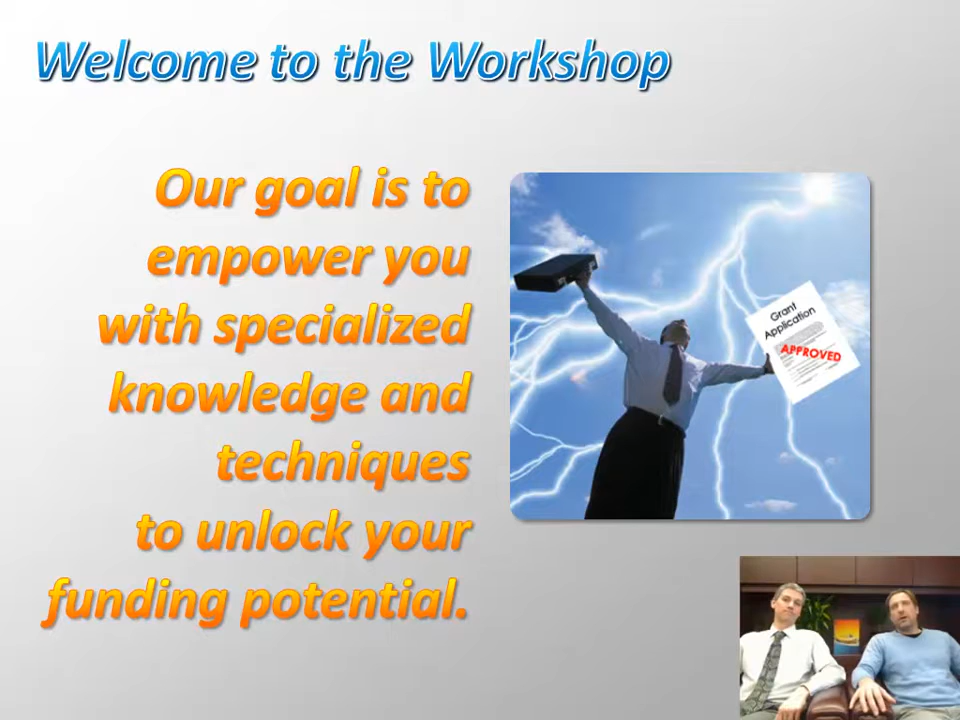 Welcome to the Workshop
Our goal is to
empower you
with specialized
knowledge and
techniques
to unlock your
funding potential.
Grant
Application
APPROVED